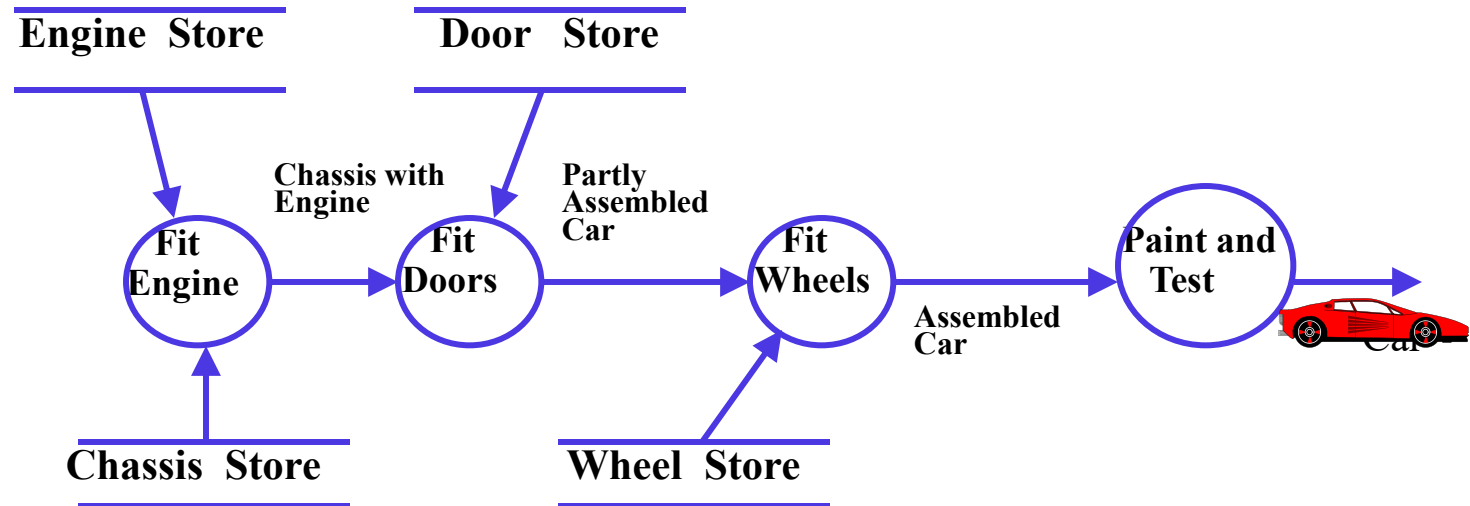 Engine Store
Door Store
Chassis with
Engine
Partly
Assembled
Car
Fit
Engine
Fit
Doors
Fit
Wheels
Paint and
Test
Assembled
Car
Car
Chassis Store
Wheel Store